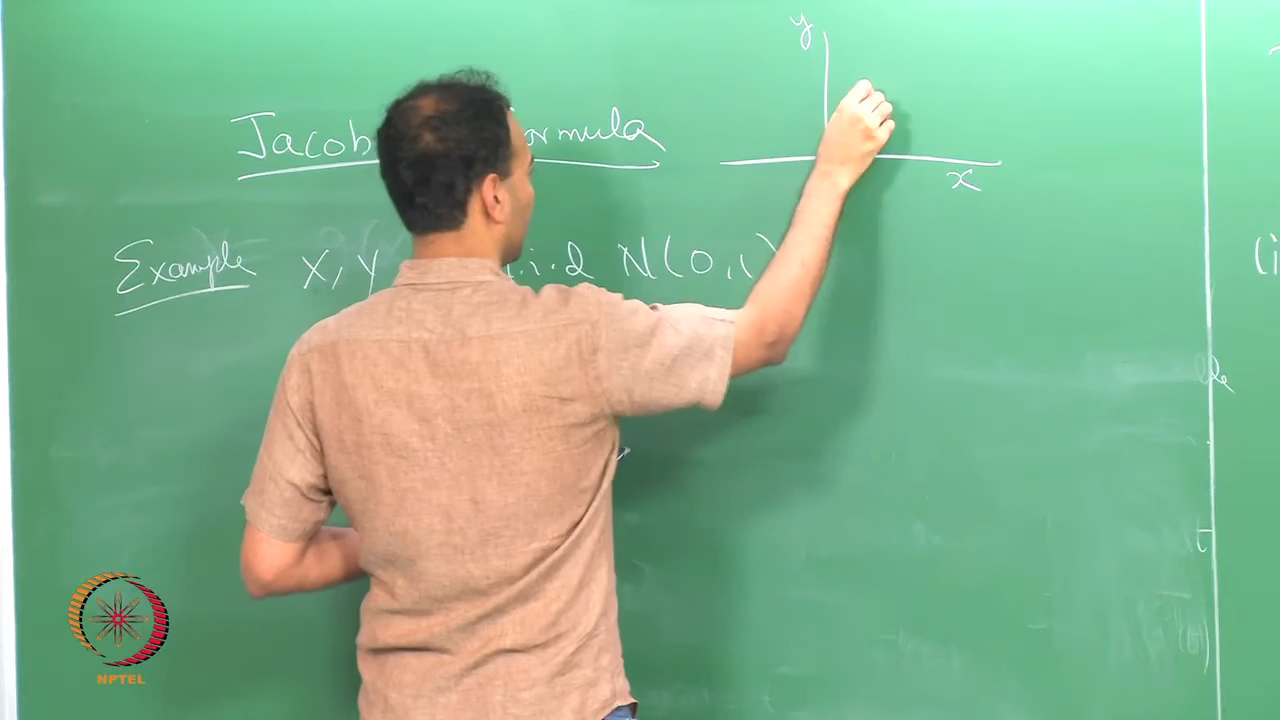 y
Jacob ormula
x
Example X, Y i.i.d N(0,1)
(i
NPTEL